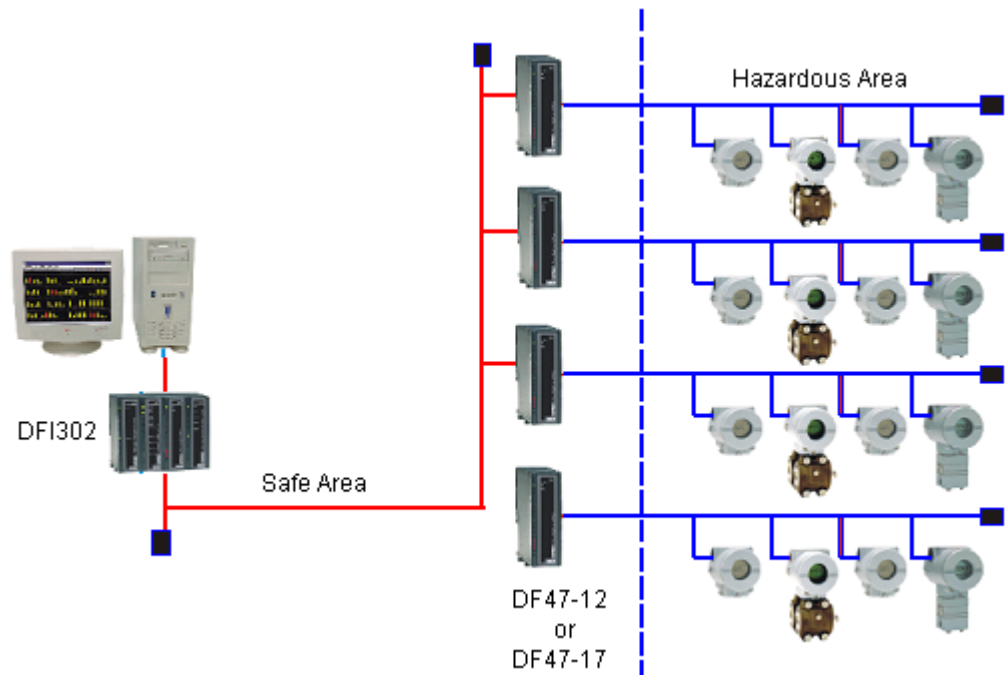 Hazardous Area
DFI302
Safe Area
DF47-12
or
DF47-17